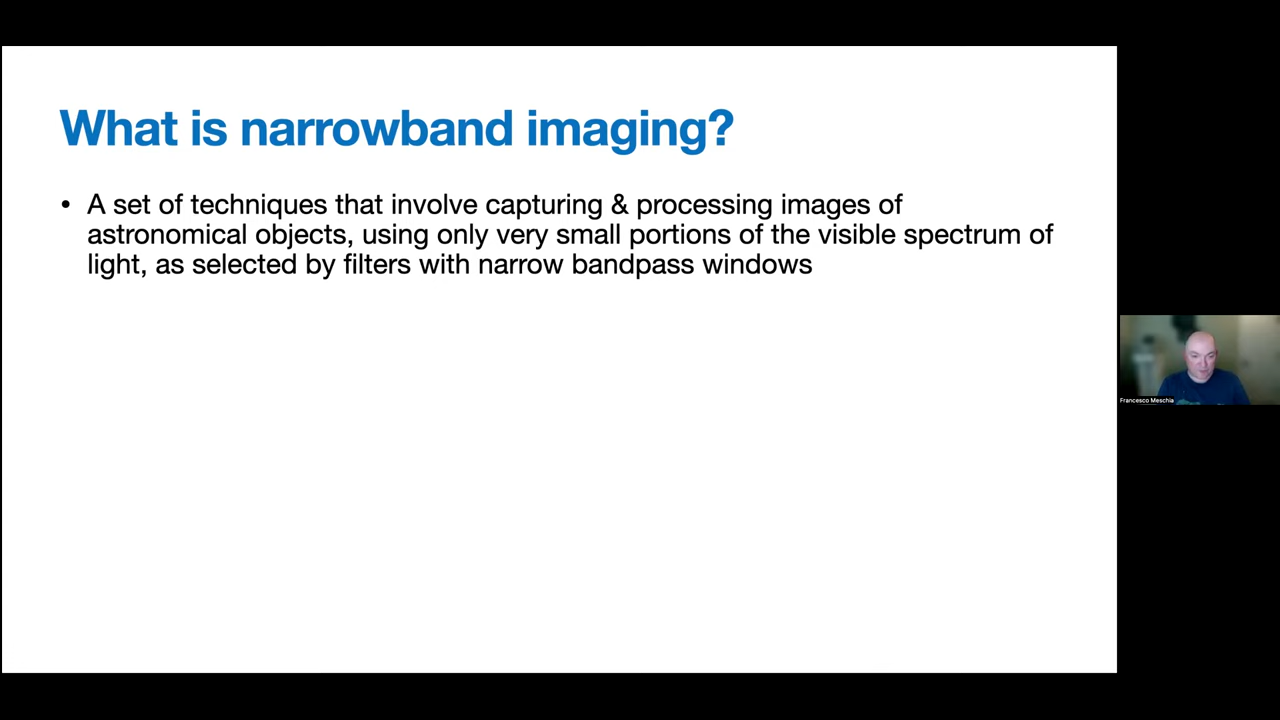 What is narrowband imaging?
• A set of techniques that involve capturing & processing images of
astronomical objects, using only very small portions of the visible spectrum of
light, as selected by filters with narrow bandpass windows
Francesco Meschia